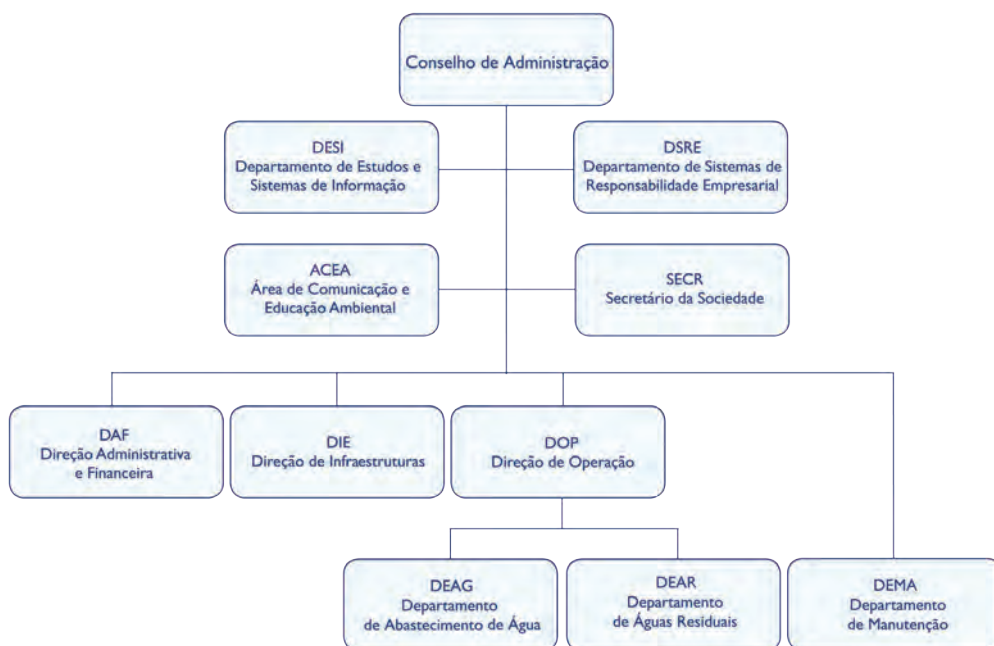 Conselho de Administração
DESI
Departamento de Estudos e
Sistemas de Informação
DSRE
Departamento de Sistemas de
Responsabilidade Empresarial
ACEA
Área de Comunicação e
Educação Ambiental
SECR
Secretário da Sociedade
DAF
Direção Administrativa
e Financeira
DIE
Direção de Infraestruturas
DOP
Direção de Operação
DEAG
Departamento
de Abastecimento de Água
DEAR
Departamento
de Águas Residuais
DEMA
Departamento
de Manutenção